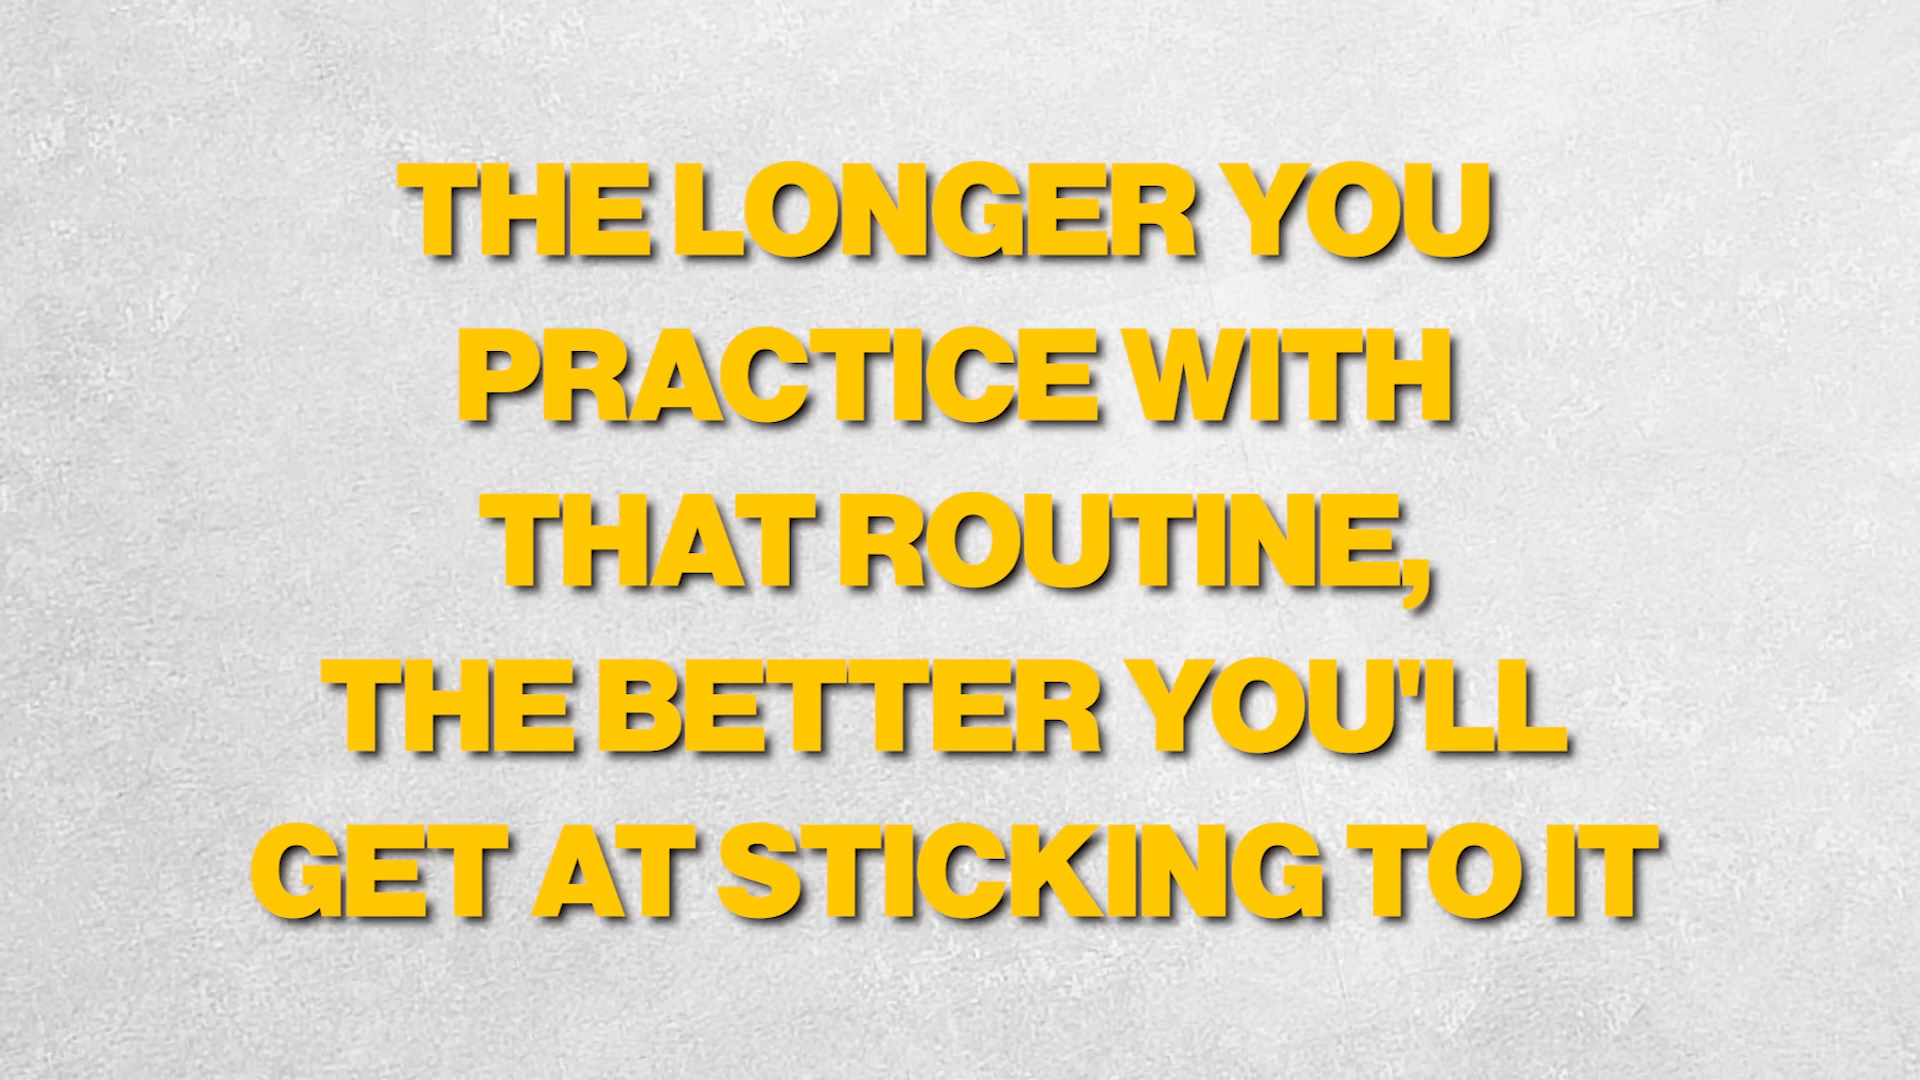 THE LONGER YOU
PRACTICE WITH
THAT ROUTINE,
THE BETTER YOU'LL
GET AT STICKING TO IT